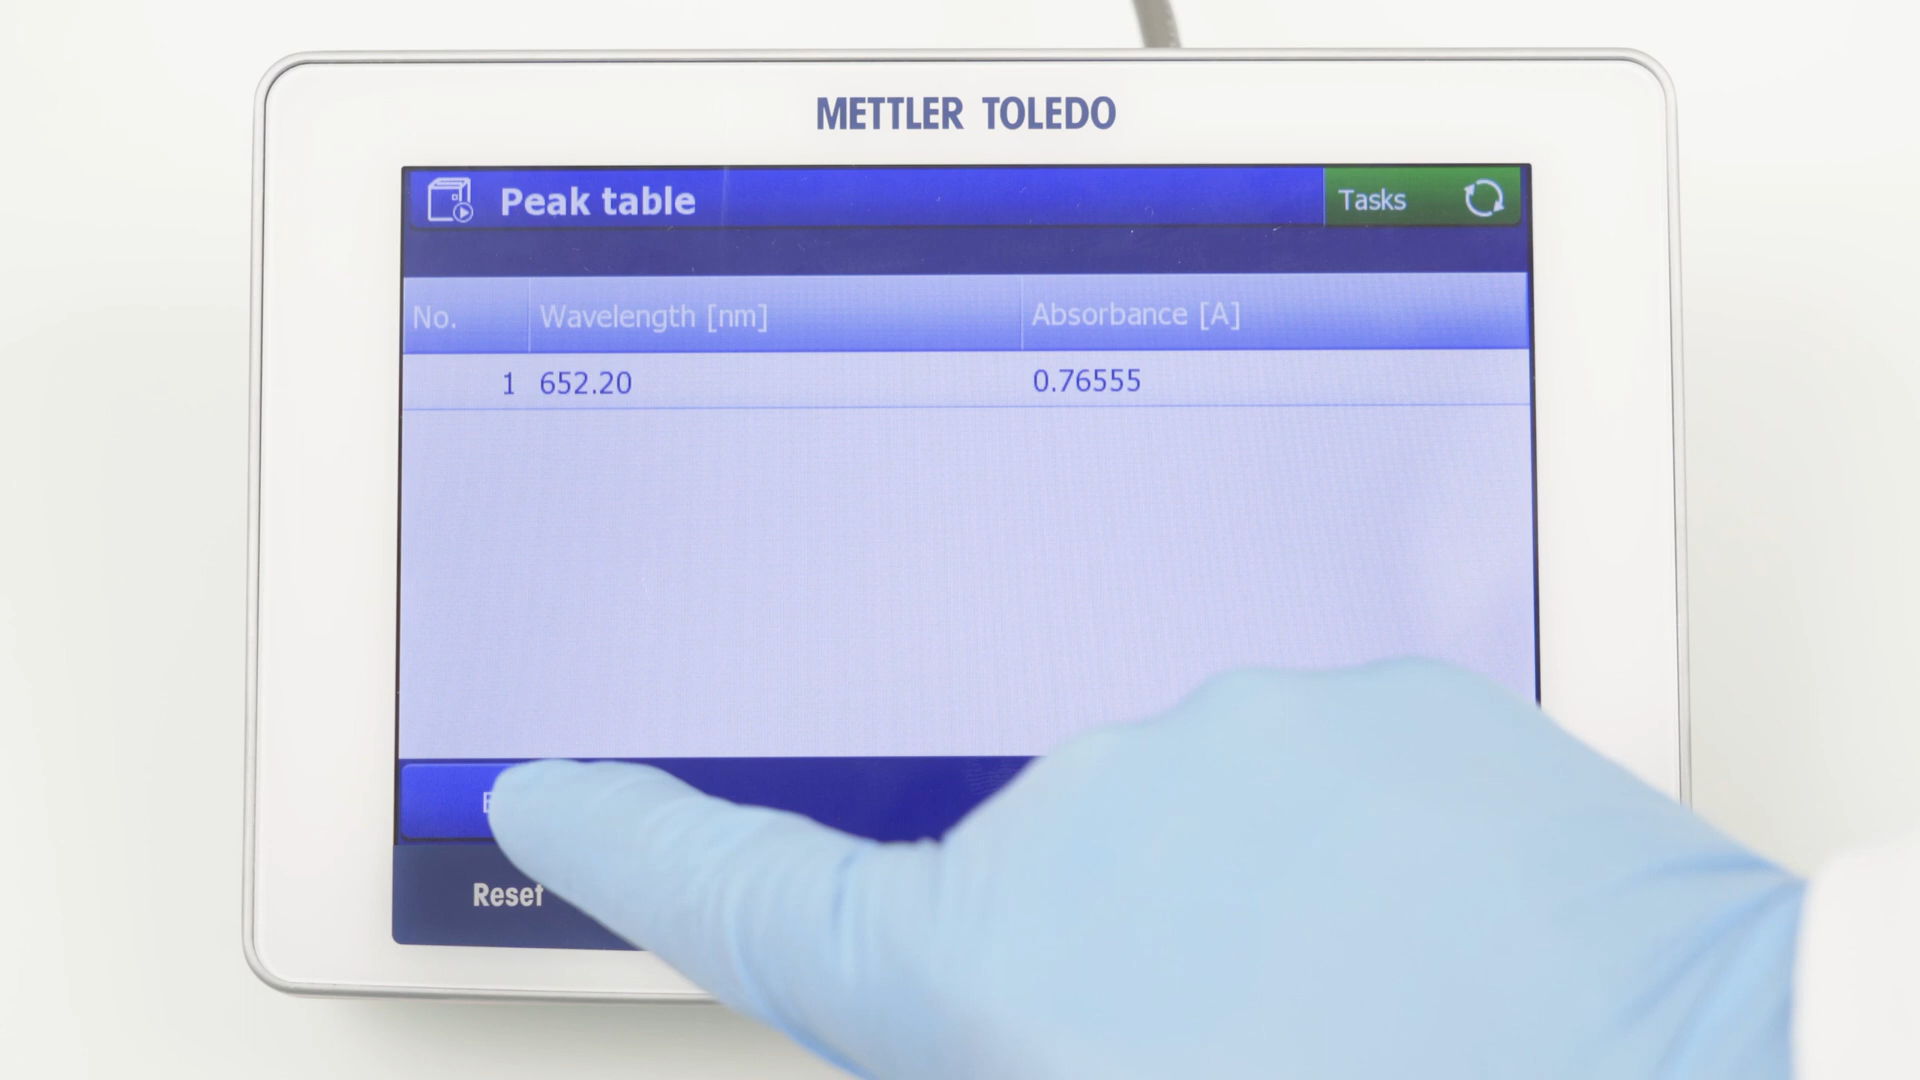 METTLER TOLEDO
Peak table
Tasks
No. Wavelength [nm] Absorbance [A]
1 652.20 0.76555
Reset